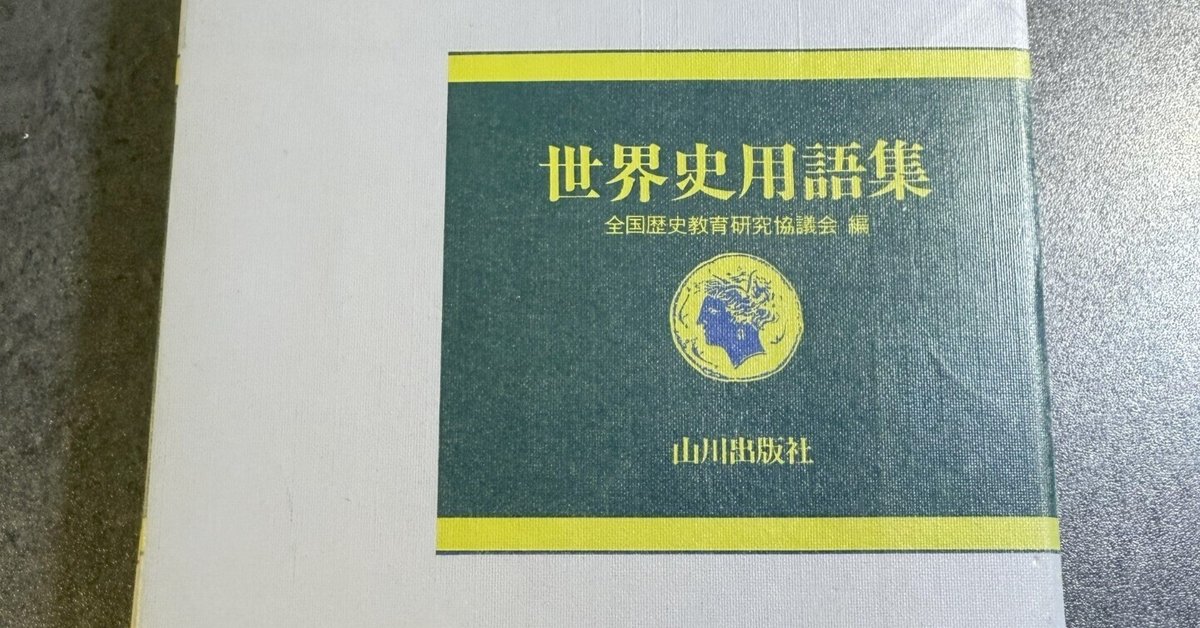 世界史用語集
全国歴史教育研究協議会 編
山川出版社